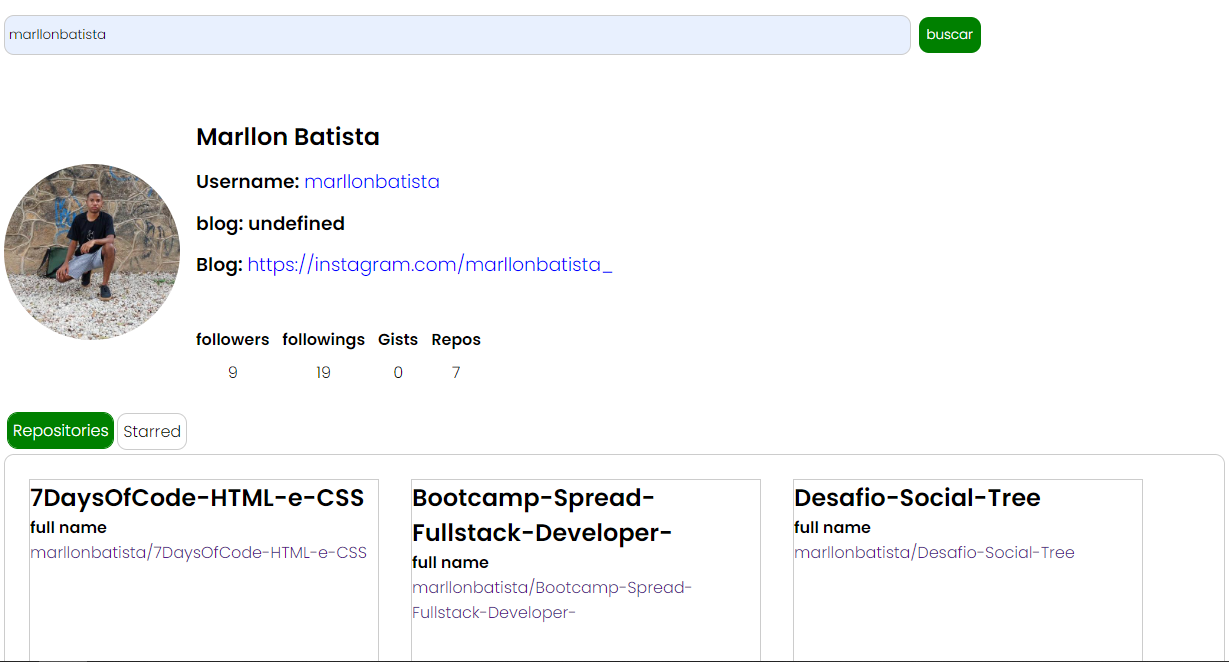 marllonbatista
buscar
Marllon Batista
Username: marllonbatista
blog: undefined
Blog: https://instagram.com/marllonbatista_
followers followings Gists Repos
9 19 0 7
Repositories Starred
7DaysOfCode-HTML-e-CSS
full name
marllonbatista/7DaysOfCode-HTML-e-CSS
Bootcamp-Spread-
Fullstack-Developer-
full name
marllonbatista/Bootcamp-Spread-
Fullstack-Developer-
Desafio-Social-Tree
full name
marllonbatista/Desafio-Social-Tree